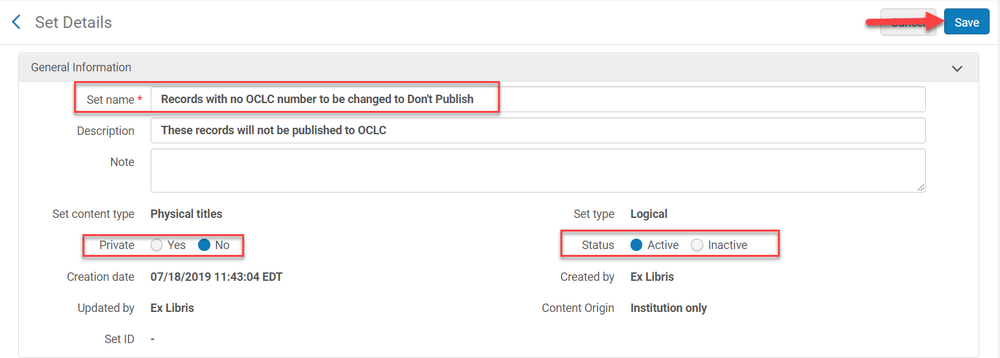 Set Details
Cancel Save
General Information
Set name * Records with no OCLC number to be changed to Don't Publish
Description These records will not be published to OCLC
Note
Set content type Physical titles Set type Logical
Private Yes No Status Active Inactive
Creation date 07/18/2019 11:43:04 EDT Created by Ex Libris
Updated by Ex Libris Content Origin Institution only
Set ID -